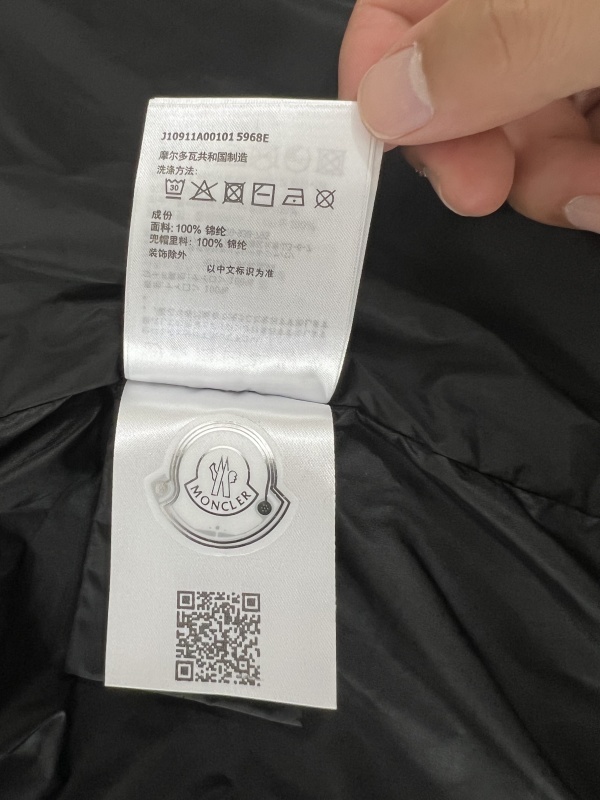 J10911A00101 5968E
摩尔多瓦共和国制造
洗涤方法:
30
成份
面料: 100% 锦纶
兜帽里料: 100% 锦纶
装饰除外
以中文标识为准
MONCLER